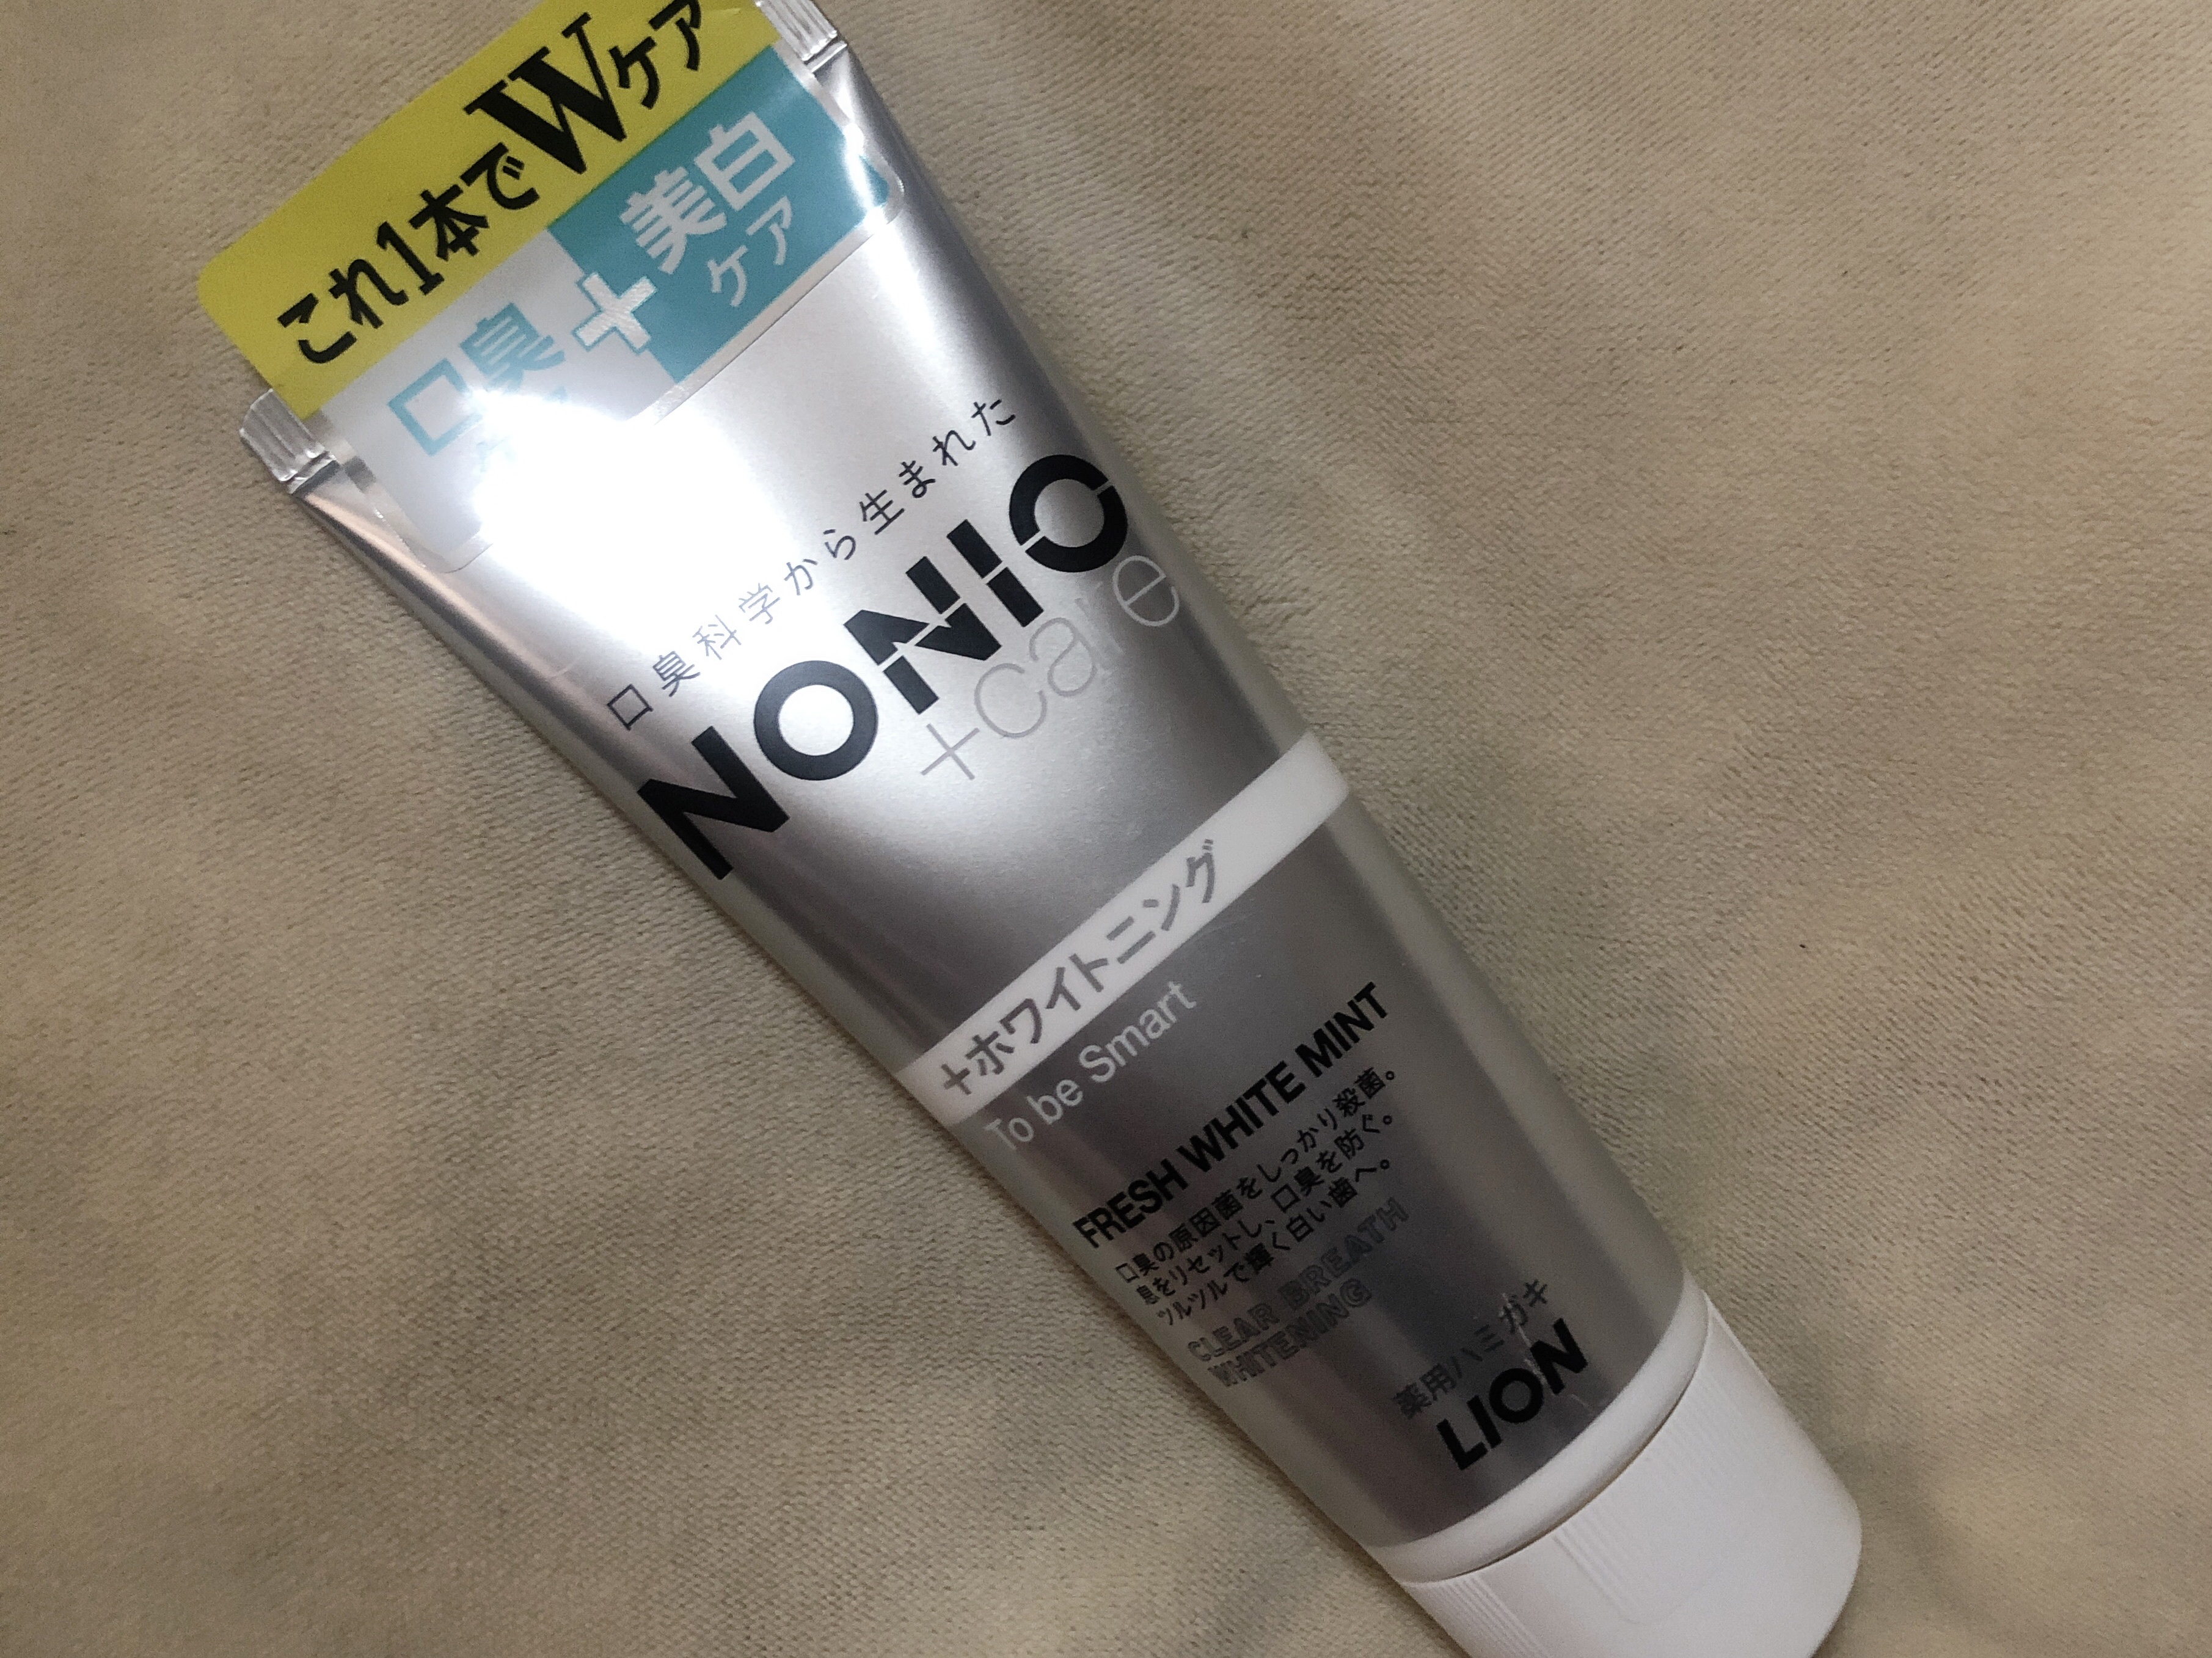 これ1本でWケア
口臭
+
美白
ケア
口臭科学から生まれた
NONIO
+care
+ホワイトニング
To be Smart
FRESH WHITE MINT
口臭の原因菌をしっかり殺菌。
息をリセットし、口臭を防ぐ。
ツルツルで輝く白い歯へ。
CLEAR BREATH
WHITENING
薬用ハミガキ
LION